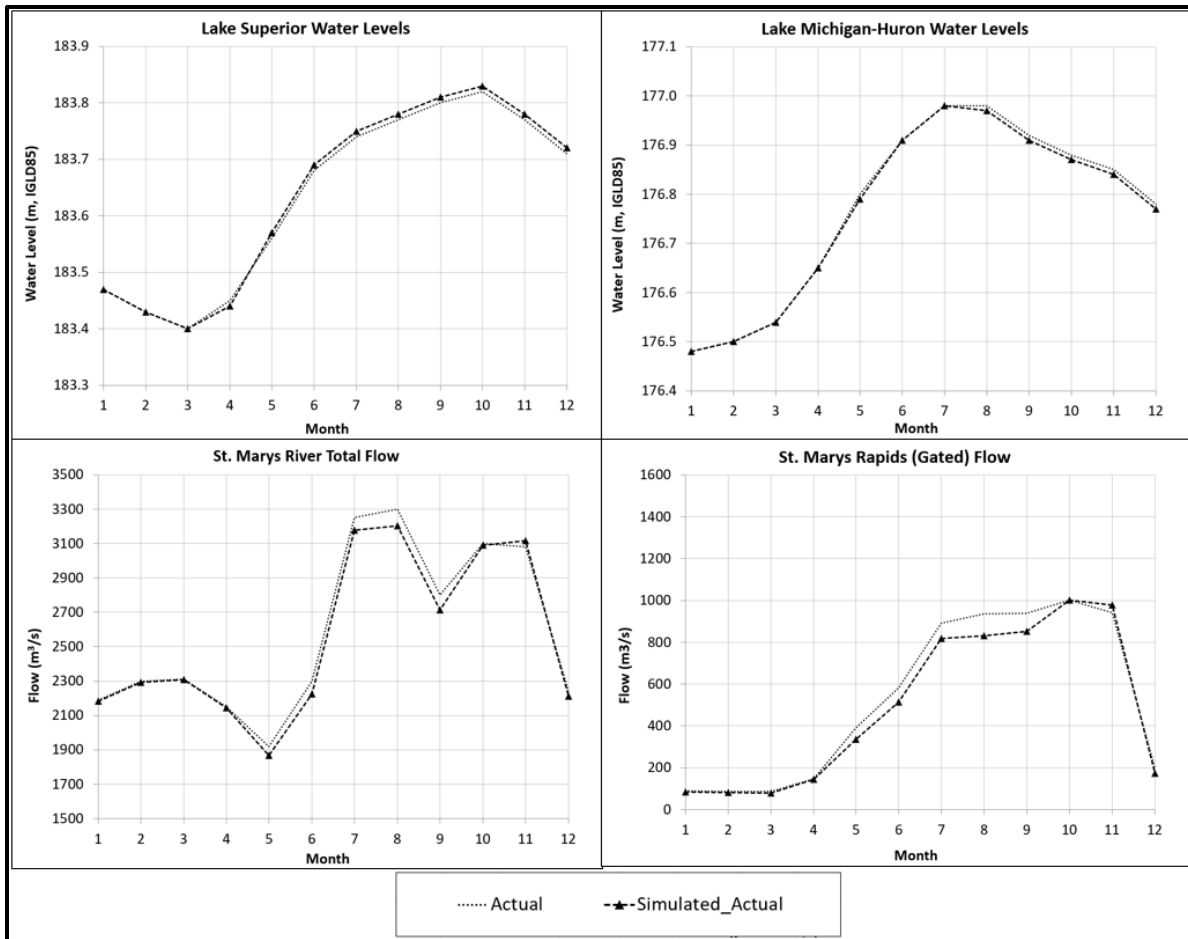 Lake Superior Water Levels
183.9
183.8
183.7
183.6
183.5
183.4
183.3
Water Level (m, IGLD85)
1 2 3 4 5 6 7 8 9 10 11 12
Month
Lake Michigan-Huron Water Levels
177.1
177.0
176.9
176.8
176.7
176.6
176.5
176.4
Water Level (m, IGLD85)
1 2 3 4 5 6 7 8 9 10 11 12
Month
St. Marys River Total Flow
3500
3300
3100
2900
2700
2500
2300
2100
1900
1700
1500
Flow (m³/s)
1 2 3 4 5 6 7 8 9 10 11 12
Month
St. Marys Rapids (Gated) Flow
1600
1400
1200
1000
800
600
400
200
0
Flow (m3/s)
1 2 3 4 5 6 7 8 9 10 11 12
Month
Actual
Simulated_Actual